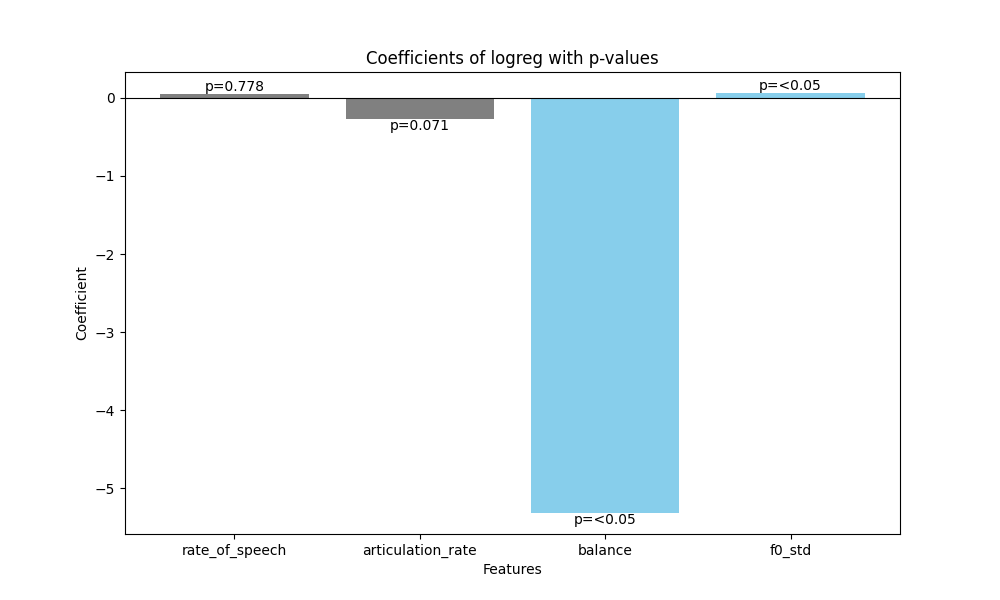 Coefficients of logreg with p-values
p=0.778
p=<0.05
0
p=0.071
−1
−2
Coefficient
−3
−4
−5
p=<0.05
rate_of_speech articulation_rate balance f0_std
Features